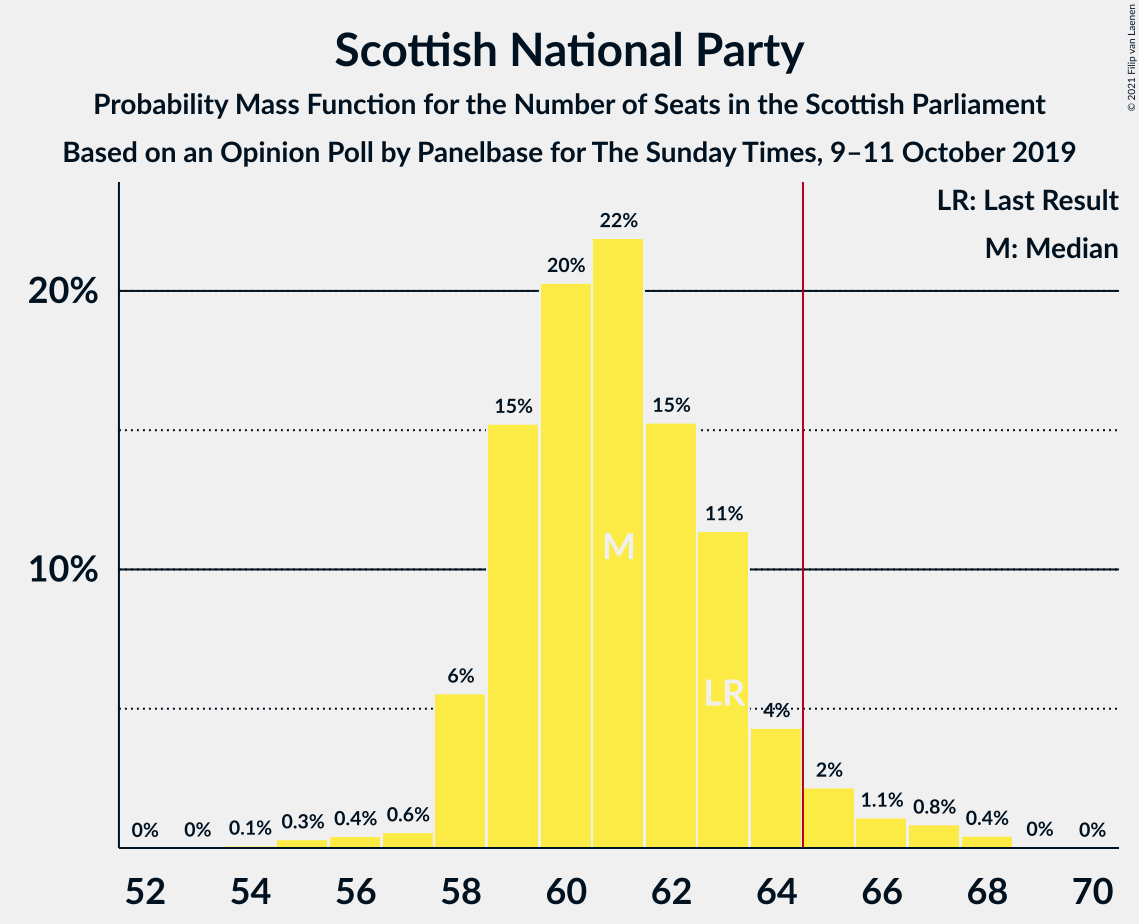 Scottish National Party
Probability Mass Function for the Number of Seats in the Scottish Parliament
Based on an Opinion Poll by Panelbase for The Sunday Times, 9–11 October 2019
© 2021 Filip van Laenen
LR: Last Result
M: Median
20%
10%
0%
0%
0.1%
0.3%
0.4%
0.6%
6%
15%
20%
22%
15%
11%
4%
2%
1.1%
0.8%
0.4%
0%
0%
M
LR
52 54 56 58 60 62 64 66 68 70